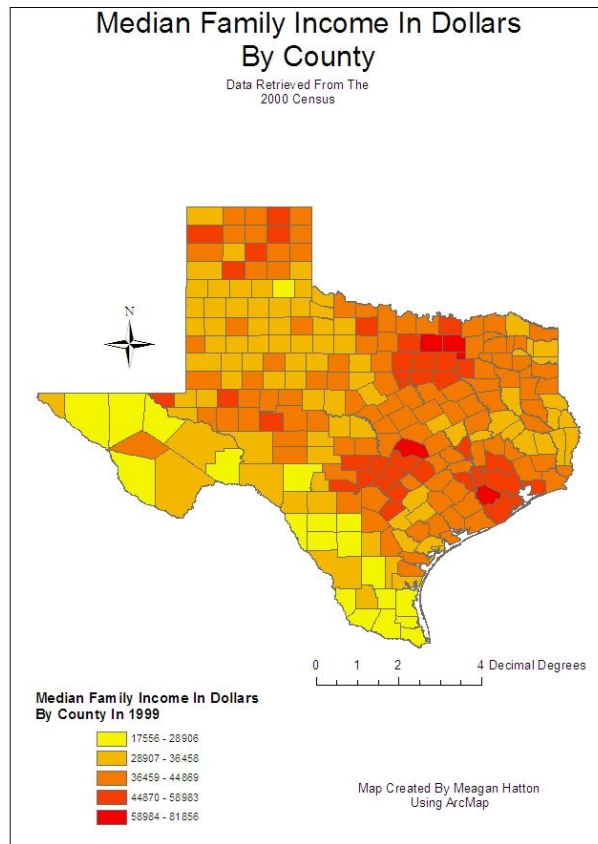 Median Family Income In Dollars
By County
Data Retrieved From The
2000 Census
N
0 1 2 4 Decimal Degrees
Median Family Income In Dollars
By County In 1999
17556 - 28906
28907 - 36458
36459 - 44869
44870 - 58983
58984 - 81856
Map Created By Meagan Hatton
Using ArcMap